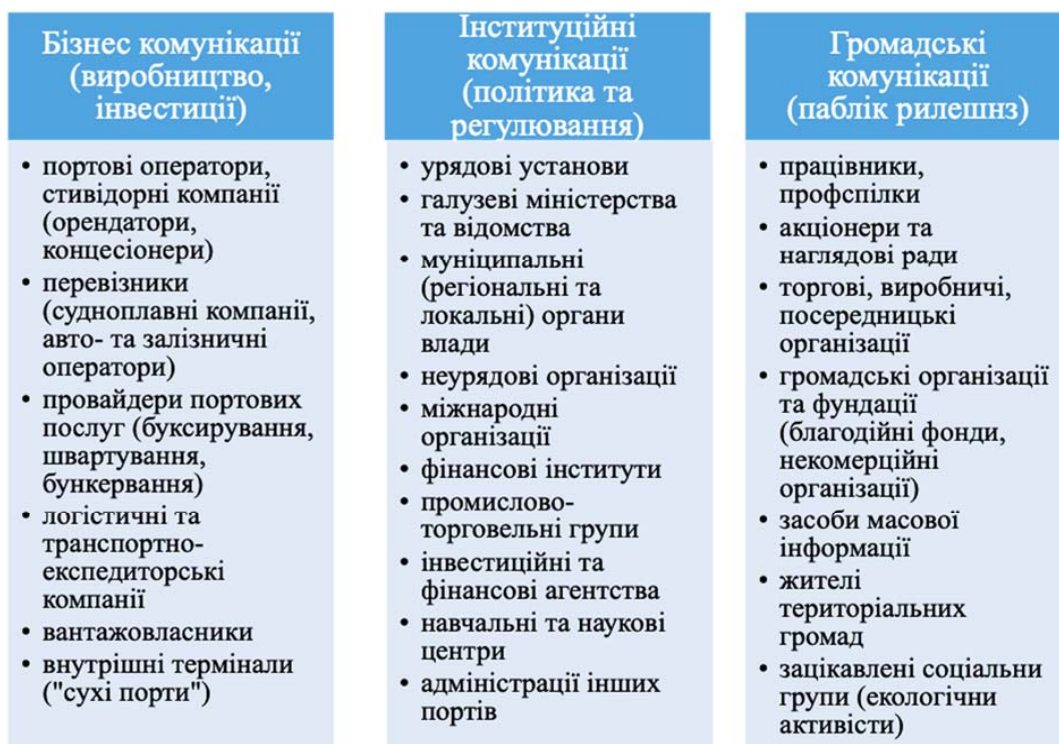 Бізнес комунікації
(виробництво,
інвестиції)
• портові оператори,
стивідорні компанії
(орендатори,
концесіонери)
• перевізники
(судноплавні компанії,
авто- та залізничні
оператори)
• провайдери портових
послуг (буксирування,
швартування,
бункервання)
• логістичні та
транспортно-
експедиторські
компанії
• вантажовласники
• внутрішні термінали
("сухі порти")
Інституційні
комунікації
(політика та
регулювання)
• урядові установи
• галузеві міністерства
та відомства
• муніципальні
(регіональні та
локальні) органи
влади
• неурядові організації
• міжнародні
організації
• фінансові інститути
• промислово-
торговельні групи
• інвестиційні та
фінансові агентства
• навчальні та наукові
центри
• адміністрації інших
портів
Громадські
комунікації
(паблік рилешнз)
• працівники,
профспілки
• акціонери та
наглядові ради
• торгові, виробничі,
посередницькі
організації
• громадські організації
та фундації
(благодійні фонди,
некомерційні
організації)
• засоби масової
інформації
• жителі
територіальних
громад
• зацікавлені соціальни
групи (екологічни
активісти)